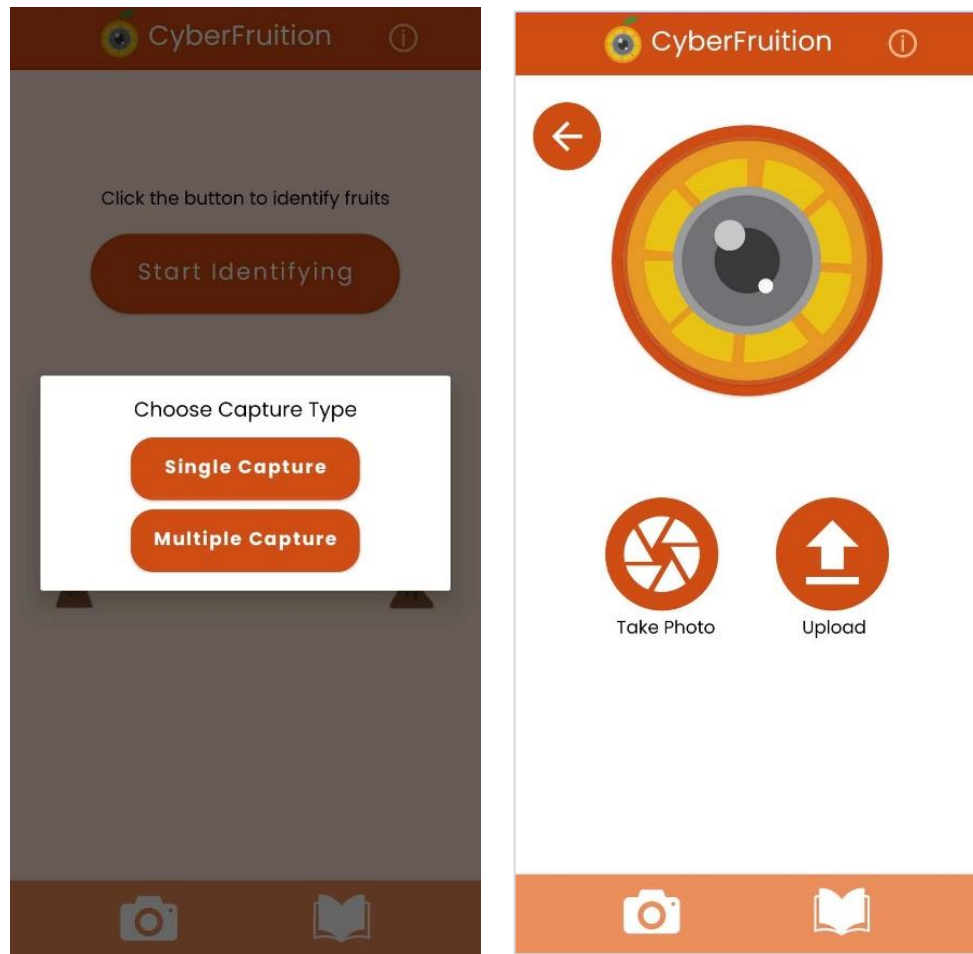 CyberFruition
Click the button to identify fruits
Start Identifying
Choose Capture Type
Single Capture
Multiple Capture
CyberFruition
Take Photo
Upload